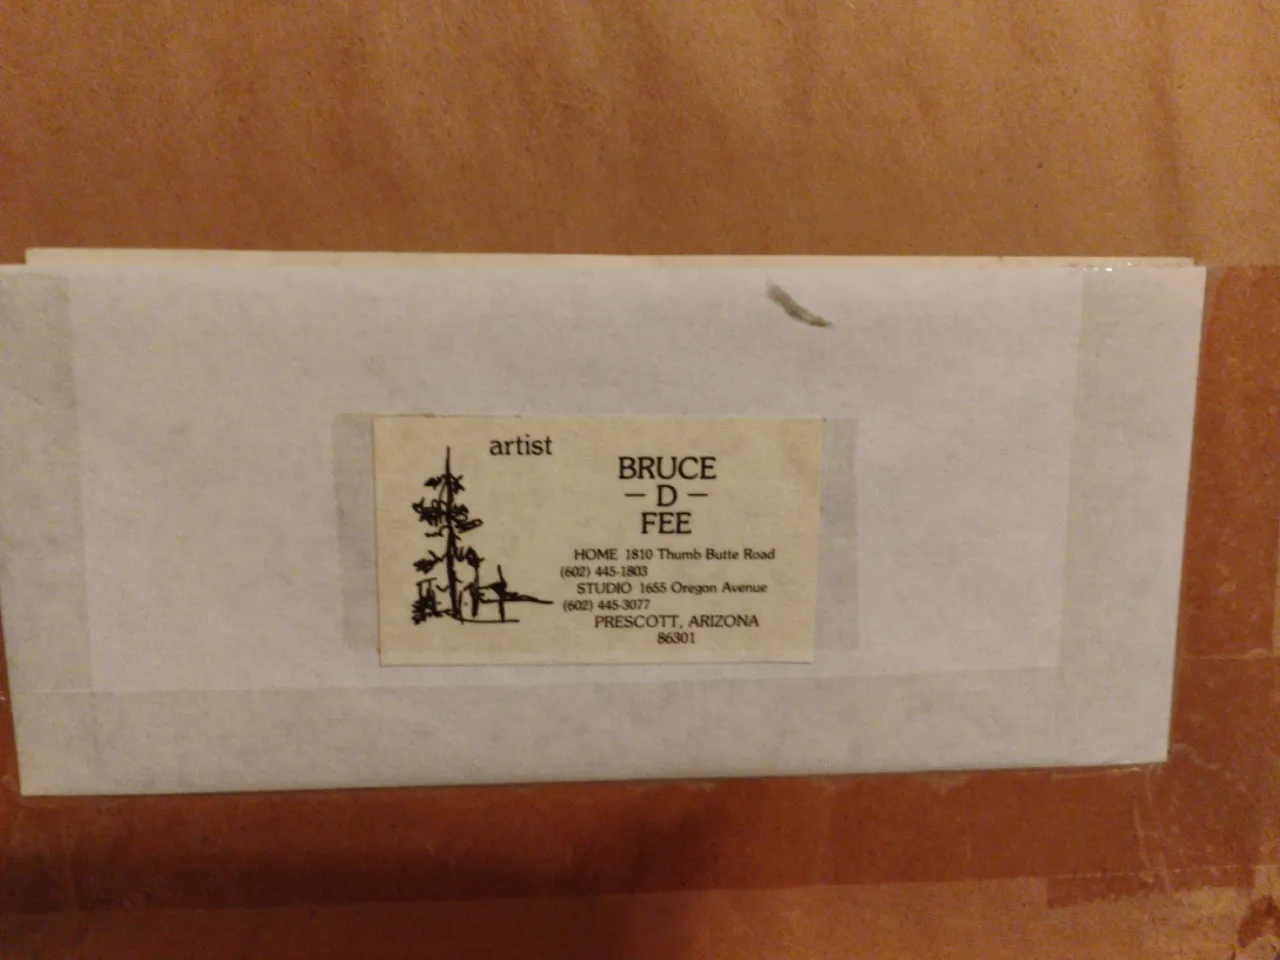 artist
BRUCE
— D —
FEE
HOME 1810 Thumb Butte Road
(602) 445-1803
STUDIO 1655 Oregon Avenue
(602) 445-3077
PRESCOTT, ARIZONA
86301